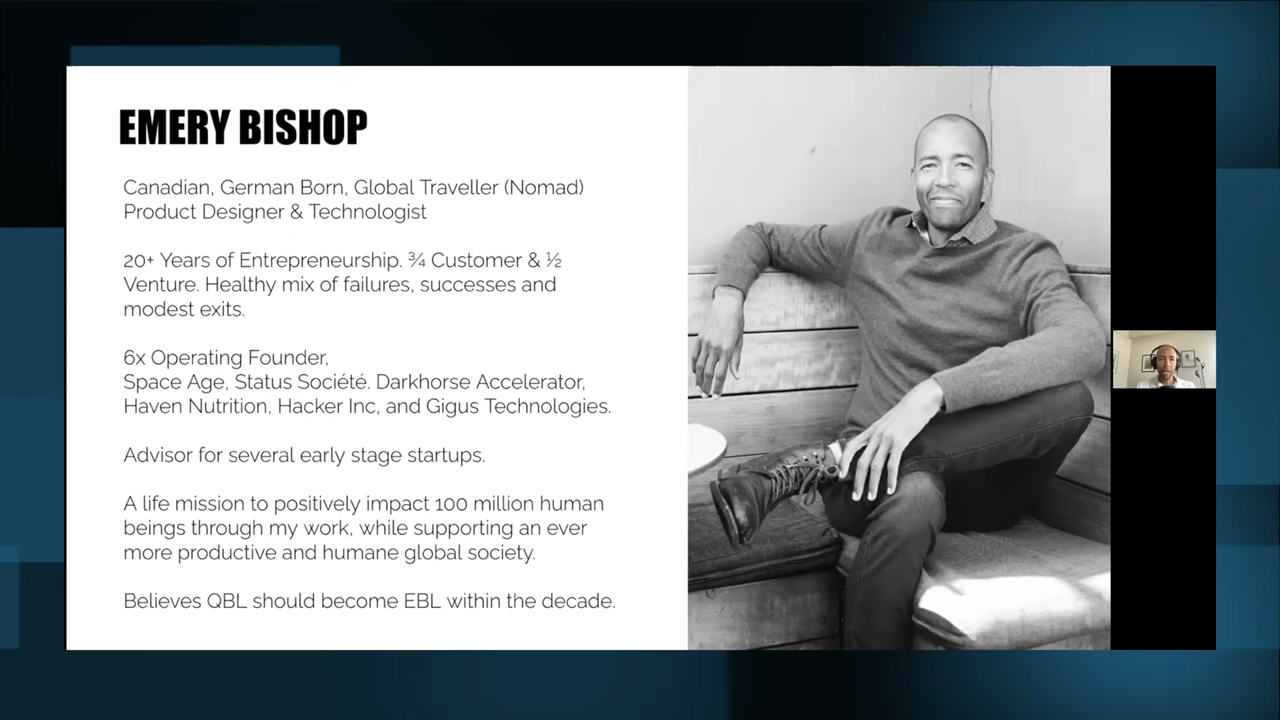 EMERY BISHOP
Canadian, German Born, Global Traveller (Nomad)
Product Designer & Technologist
20+ Years of Entrepreneurship. ¾ Customer & ½
Venture. Healthy mix of failures, successes and
modest exits.
6x Operating Founder,
Space Age, Status Société. Darkhorse Accelerator,
Haven Nutrition, Hacker Inc, and Gigus Technologies.
Advisor for several early stage startups.
A life mission to positively impact 100 million human
beings through my work, while supporting an ever
more productive and humane global society.
Believes QBL should become EBL within the decade.